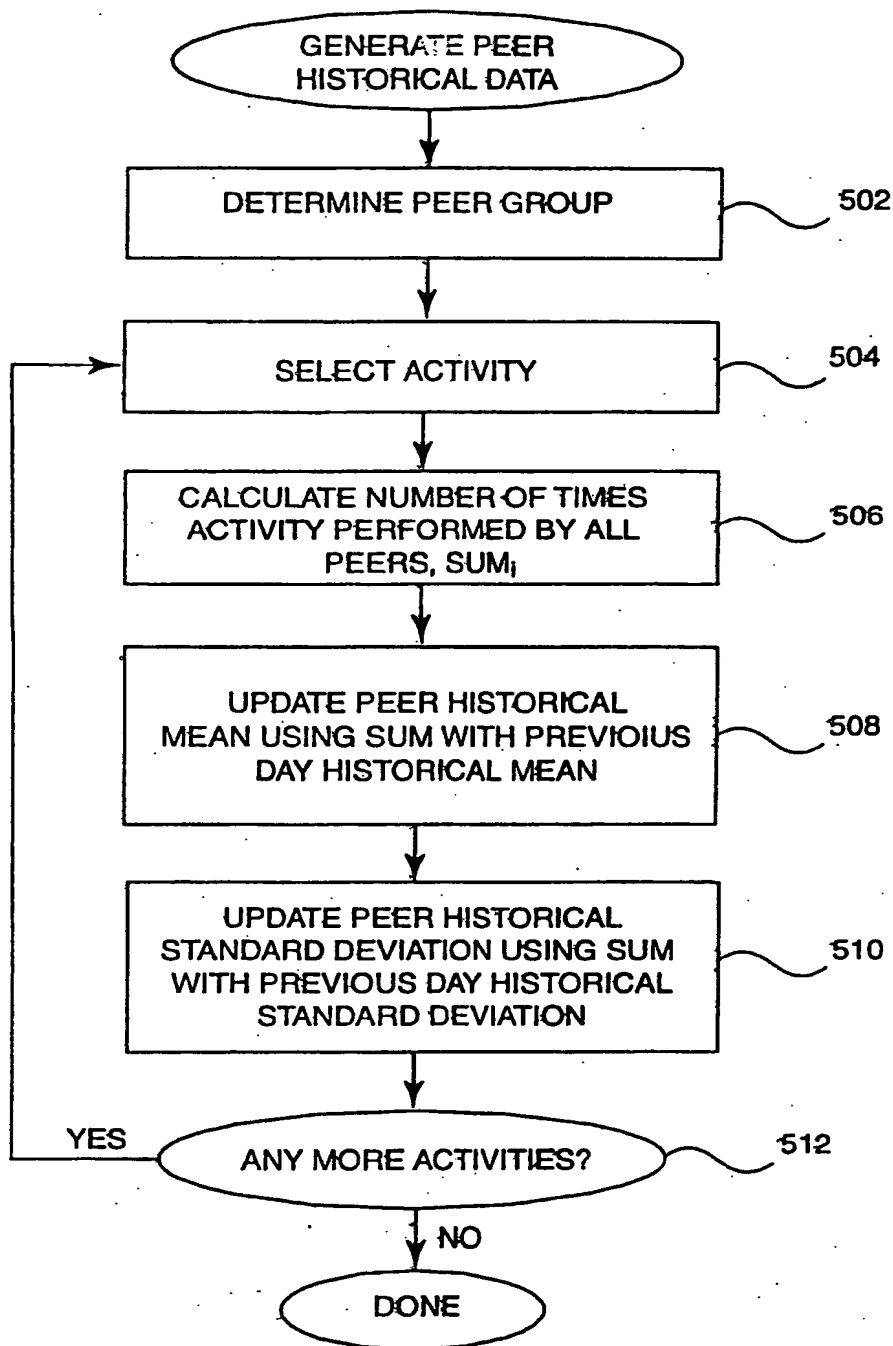 GENERATE PEER
HISTORICAL DATA
DETERMINE PEER GROUP
502
SELECT ACTIVITY
504
CALCULATE NUMBER OF TIMES
ACTIVITY PERFORMED BY ALL
PEERS, SUMi
506
UPDATE PEER HISTORICAL
MEAN USING SUM WITH PREVIOIUS
DAY HISTORICAL MEAN
508
UPDATE PEER HISTORICAL
STANDARD DEVIATION USING SUM
WITH PREVIOUS DAY HISTORICAL
STANDARD DEVIATION
510
YES
ANY MORE ACTIVITIES?
512
NO
DONE